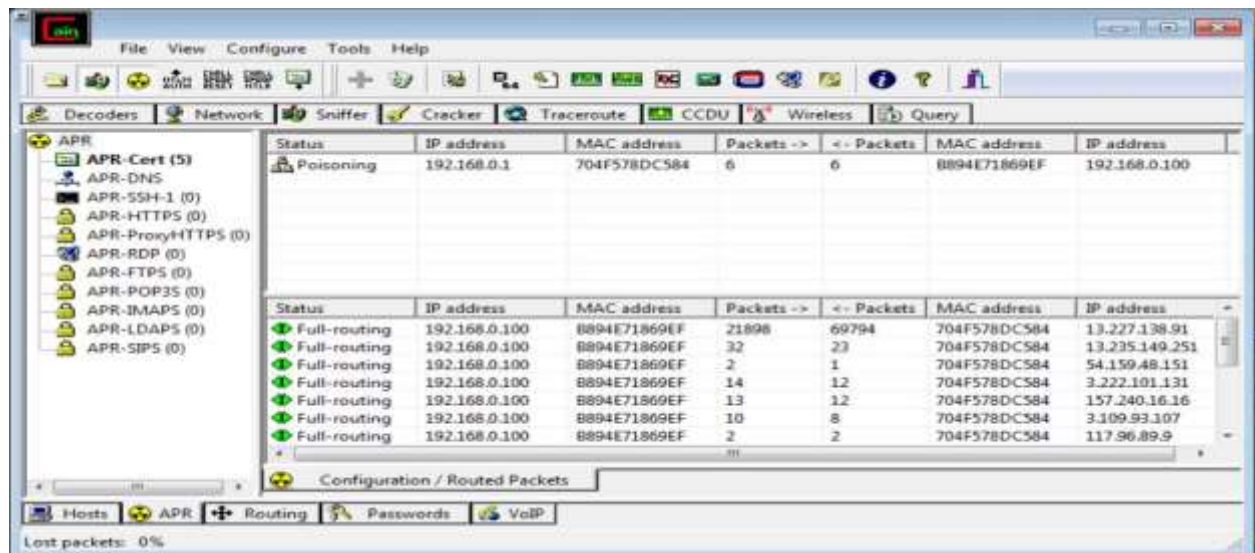 Cain
File View Configure Tools Help
Decoders Network Sniffer Cracker Traceroute CCDU Wireless Query
APR
APR-Cert (5)
APR-DNS
APR-SSH-1 (0)
APR-HTTPS (0)
APR-ProxyHTTPS (0)
APR-RDP (0)
APR-FTPS (0)
APR-POP3S (0)
APR-IMAPS (0)
APR-LDAPS (0)
APR-SIPS (0)
Status IP address MAC address Packets -> <- Packets MAC address IP address
Poisoning 192.168.0.1 704F578DC584 6 6 B894E71869EF 192.168.0.100
Status IP address MAC address Packets -> <- Packets MAC address IP address
Full-routing 192.168.0.100 B894E71869EF 21898 69794 704F578DC584 13.227.138.91
Full-routing 192.168.0.100 B894E71869EF 32 23 704F578DC584 13.235.149.251
Full-routing 192.168.0.100 B894E71869EF 2 1 704F578DC584 54.159.48.151
Full-routing 192.168.0.100 B894E71869EF 14 12 704F578DC584 3.222.101.131
Full-routing 192.168.0.100 B894E71869EF 13 12 704F578DC584 157.240.16.16
Full-routing 192.168.0.100 B894E71869EF 10 8 704F578DC584 3.109.93.107
Full-routing 192.168.0.100 B894E71869EF 2 2 704F578DC584 117.96.89.9
Configuration / Routed Packets
Hosts APR Routing Passwords VoIP
Lost packets: 0%